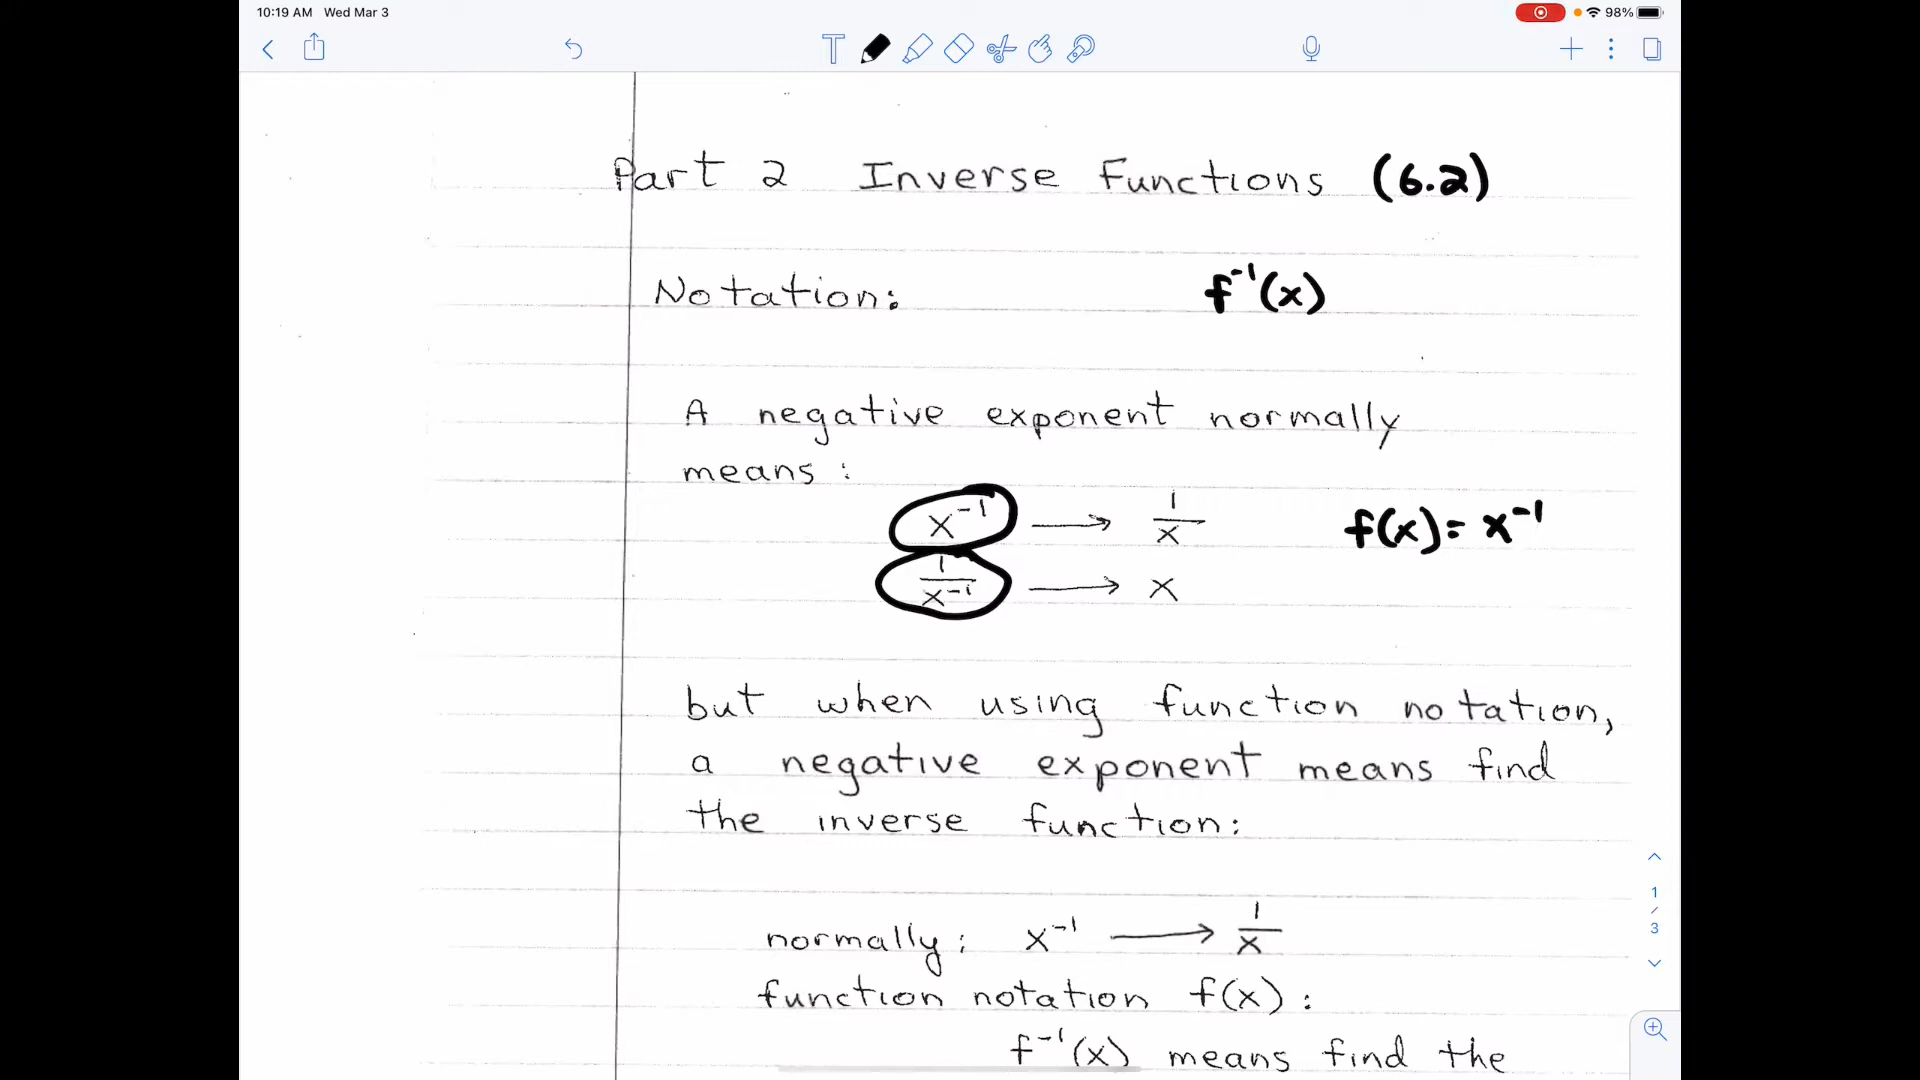 10:19 AM Wed Mar 3
98%
T
Part 2 Inverse Functions (6.2)
Notation: f⁻¹(x)
A negative exponent normally
means:
x⁻¹ → 1/x f(x)= x⁻¹
1/x⁻¹ → x
but when using function notation,
a negative exponent means find
the inverse function:
normally: x⁻¹ → 1/x
function notation f(x):
f⁻¹(x) means find the
1
/
3